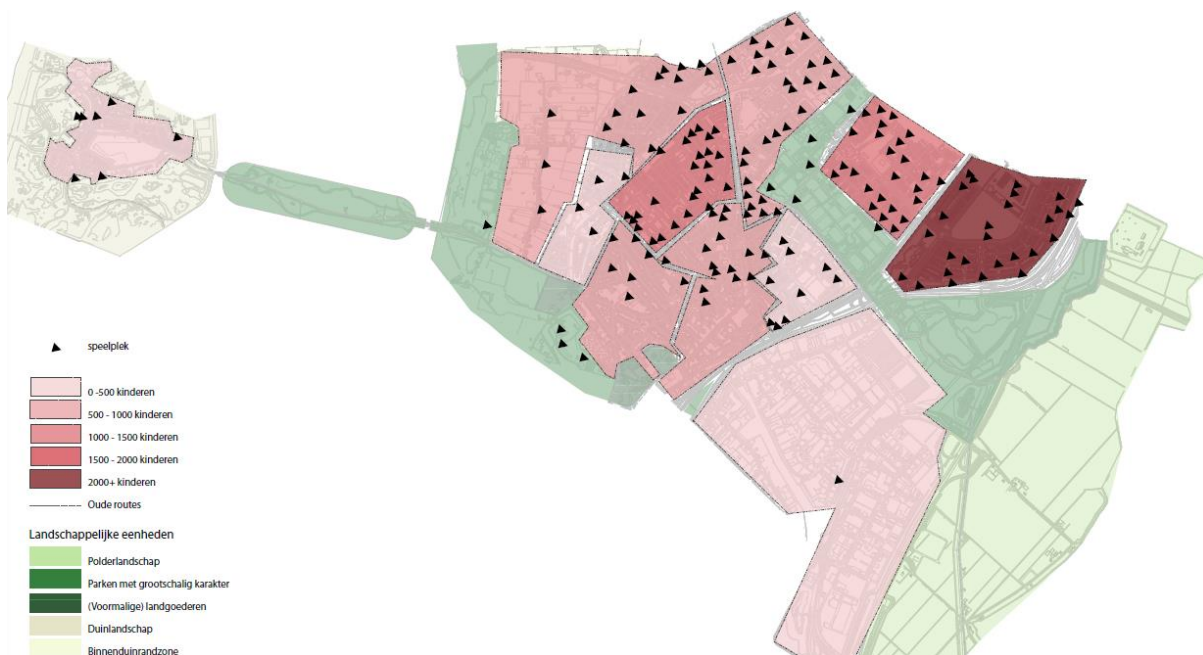 speelplek
0 -500 kinderen
500 - 1000 kinderen
1000 - 1500 kinderen
1500 - 2000 kinderen
2000+ kinderen
Oude routes
Landschappelijke eenheden
Polderlandschap
Parken met grootschalig karakter
(Voormalige) landgoederen
Duinlandschap
Binnenduinrandzone